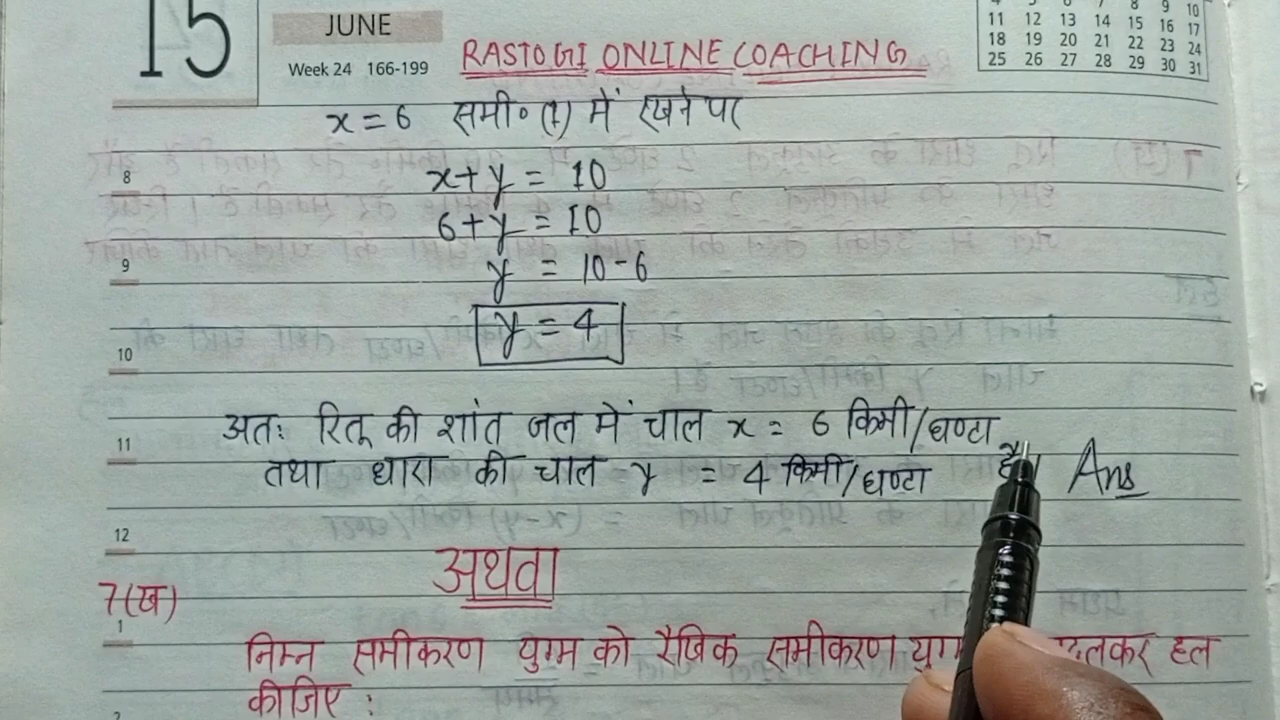 15
JUNE
Week 24 166-199
9 10
11 12 13 14 15 16 17
18 19 20 21 22 23 24
25 26 27 28 29 30 31
RASTOGI ONLINE COACHING
x = 6 समी० (1) में रखने पर
8
x + y = 10
6 + y = 10
9
y = 10 - 6
y = 4
10
11
अतः रितू की शांत जल में चाल x = 6 किमी/घण्टा
तथा धारा की चाल y = 4 किमी/घण्टा है। Ans
12
अथवा
7(ख)
1
निम्न समीकरण युग्म को रैखिक समीकरण हल
कीजिए :
2